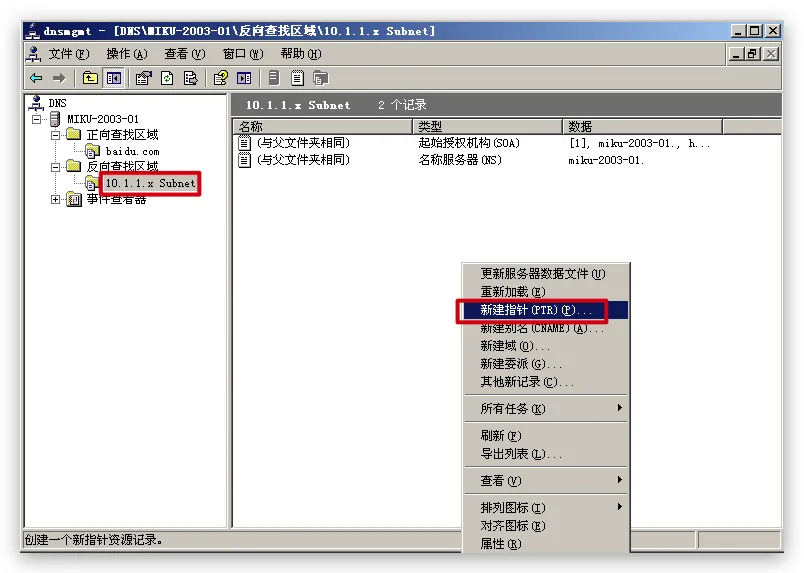 dnsmgmt - [DNS\MIKU-2003-01\反向查找区域\10.1.1.x Subnet]
文件(F) 操作(A) 查看(V) 窗口(W) 帮助(H)
DNS
MIKU-2003-01
正向查找区域
baidu.com
反向查找区域
10.1.1.x Subnet
事件查看器
10.1.1.x Subnet 2 个记录
名称 类型 数据
(与父文件夹相同) 起始授权机构(SOA) [1], miku-2003-01., h...
(与父文件夹相同) 名称服务器(NS) miku-2003-01.
更新服务器数据文件(U)
重新加载(E)
新建指针(PTR)(P)...
新建别名(CNAME)(A)...
新建域(O)...
新建委派(G)...
其他新记录(C)...
所有任务(K)
刷新(F)
导出列表(L)...
查看(V)
排列图标(I)
对齐图标(E)
属性(R)
创建一个新指针资源记录。